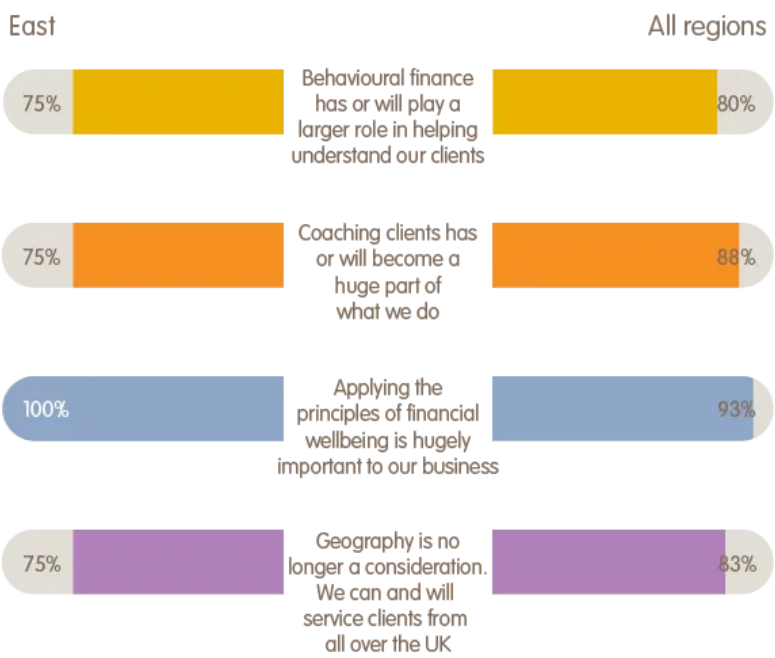 East
All regions
75%
Behavioural finance
has or will play a
larger role in helping
understand our clients
80%
75%
Coaching clients has
or will become a
huge part of
what we do
88%
100%
Applying the
principles of financial
wellbeing is hugely
important to our business
93%
75%
Geography is no
longer a consideration.
We can and will
service clients from
all over the UK
83%